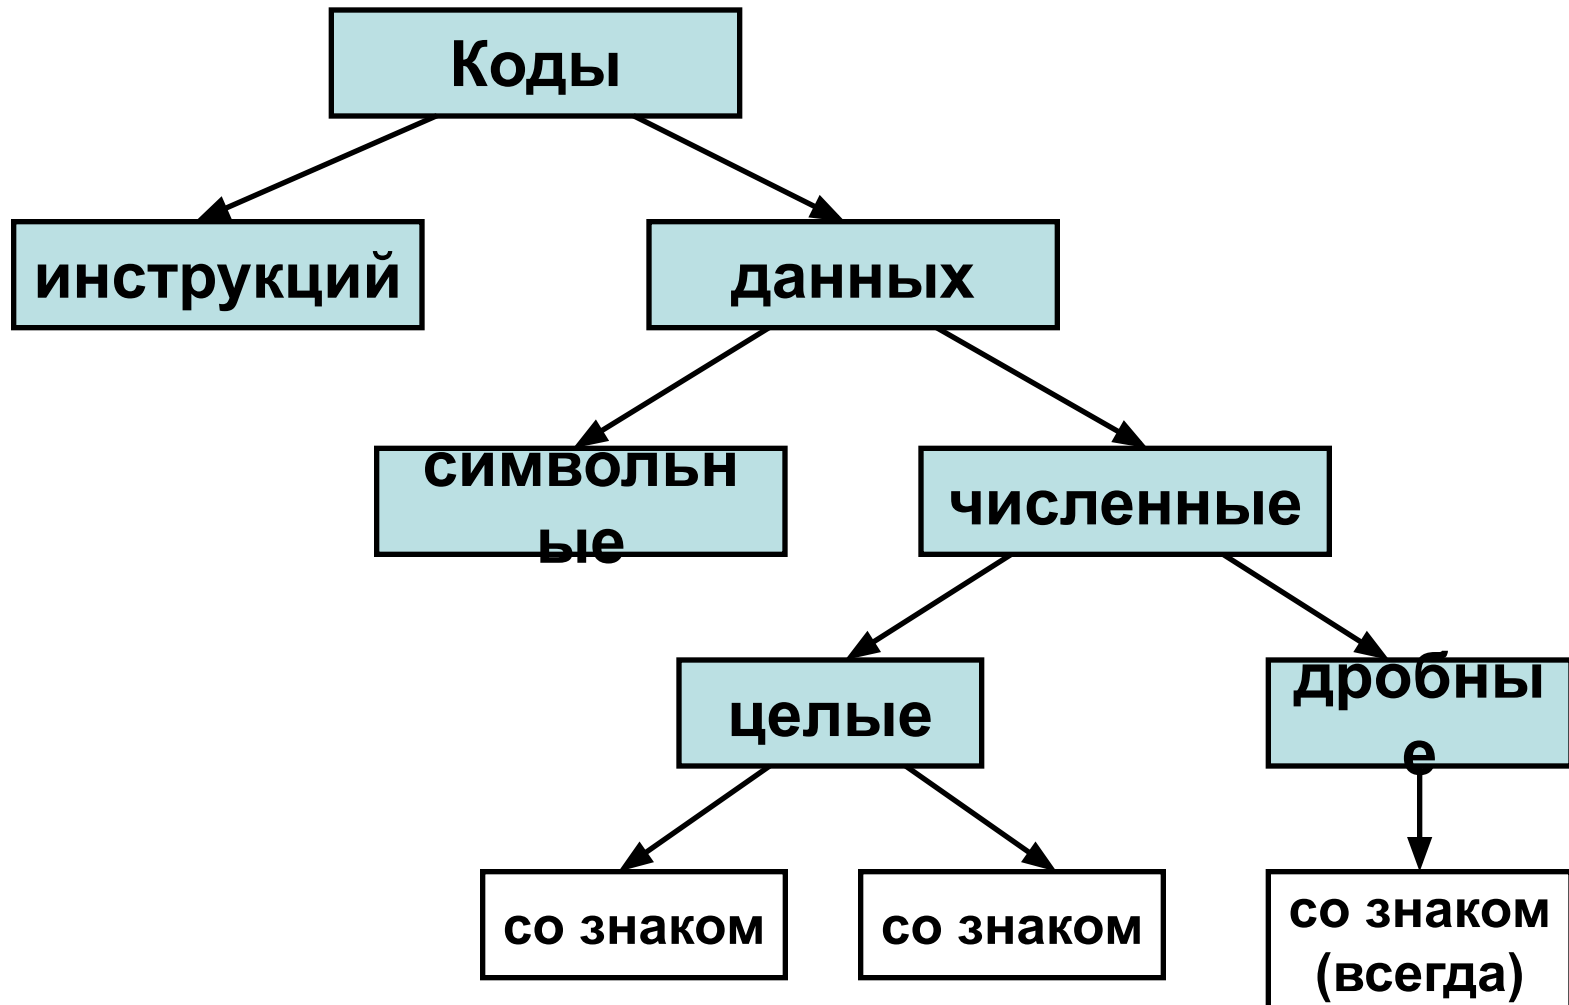 Коды
инструкций
данных
символьн
ые
численные
целые
дробны
е
со знаком
со знаком
со знаком
(всегда)